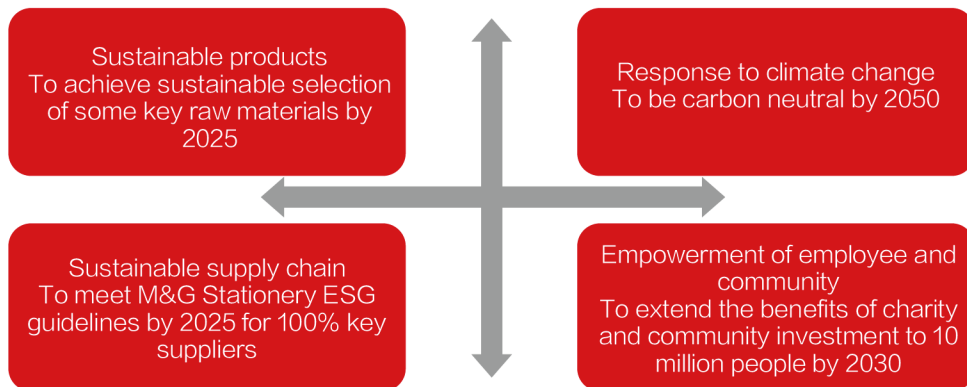 Sustainable products
To achieve sustainable selection
of some key raw materials by
2025
Response to climate change
To be carbon neutral by 2050
Sustainable supply chain
To meet M&G Stationery ESG
guidelines by 2025 for 100% key
suppliers
Empowerment of employee and
community
To extend the benefits of charity
and community investment to 10
million people by 2030